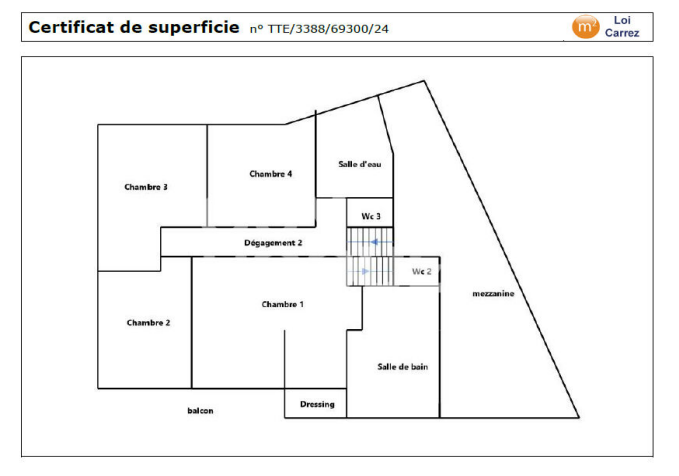 Certificat de superficie n° TTE/3388/69300/24
m²
Loi
Carrez
Salle d'eau
Chambre 4
Chambre 3
Wc 3
Dégagement 2
Wc 2
mezzanine
Chambre 1
Chambre 2
Salle de bain
Dressing
balcon